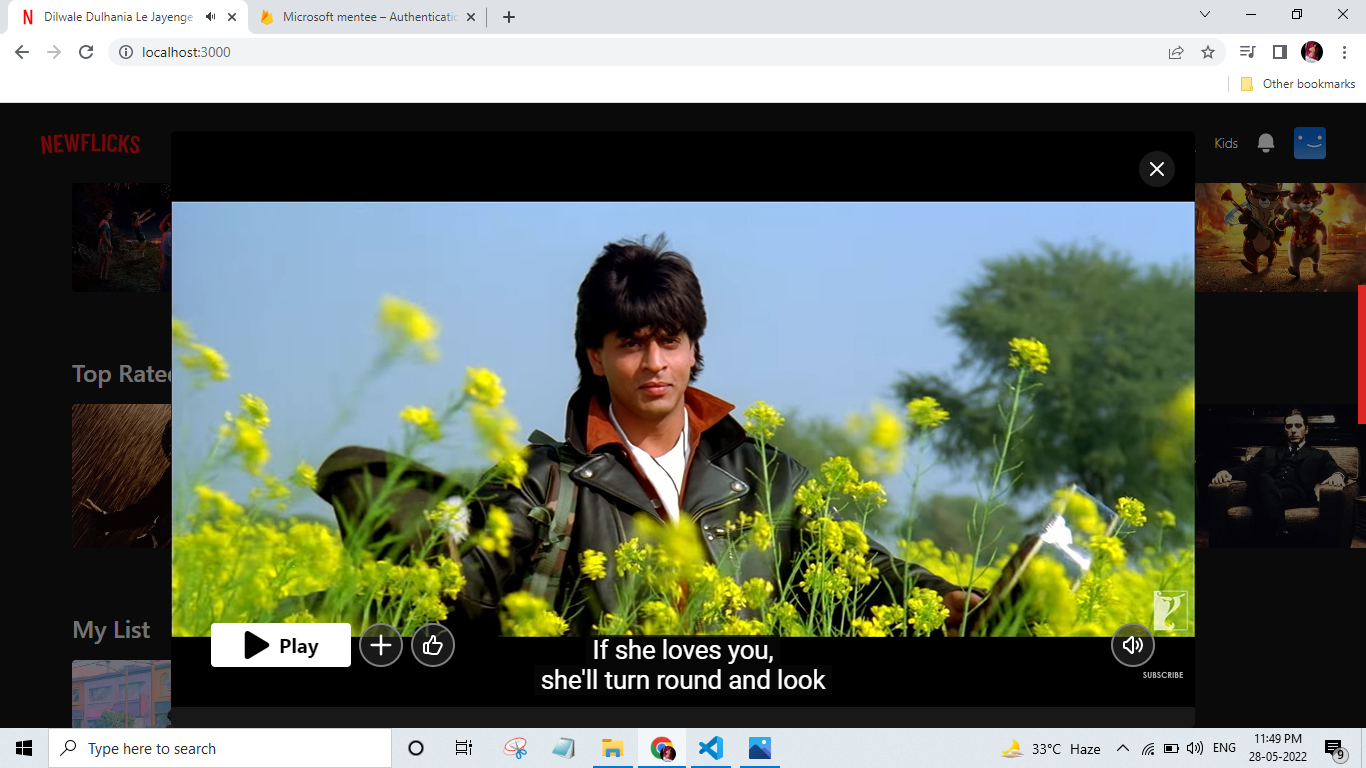 Dilwale Dulhania Le Jayenge
Microsoft mentee – Authenticatio
localhost:3000
Other bookmarks
NEWFLICKS
Kids
Top Rated
My List
Play
If she loves you,
she'll turn round and look
SUBSCRIBE
Type here to search
33°C Haze
ENG
11:49 PM
28-05-2022
9